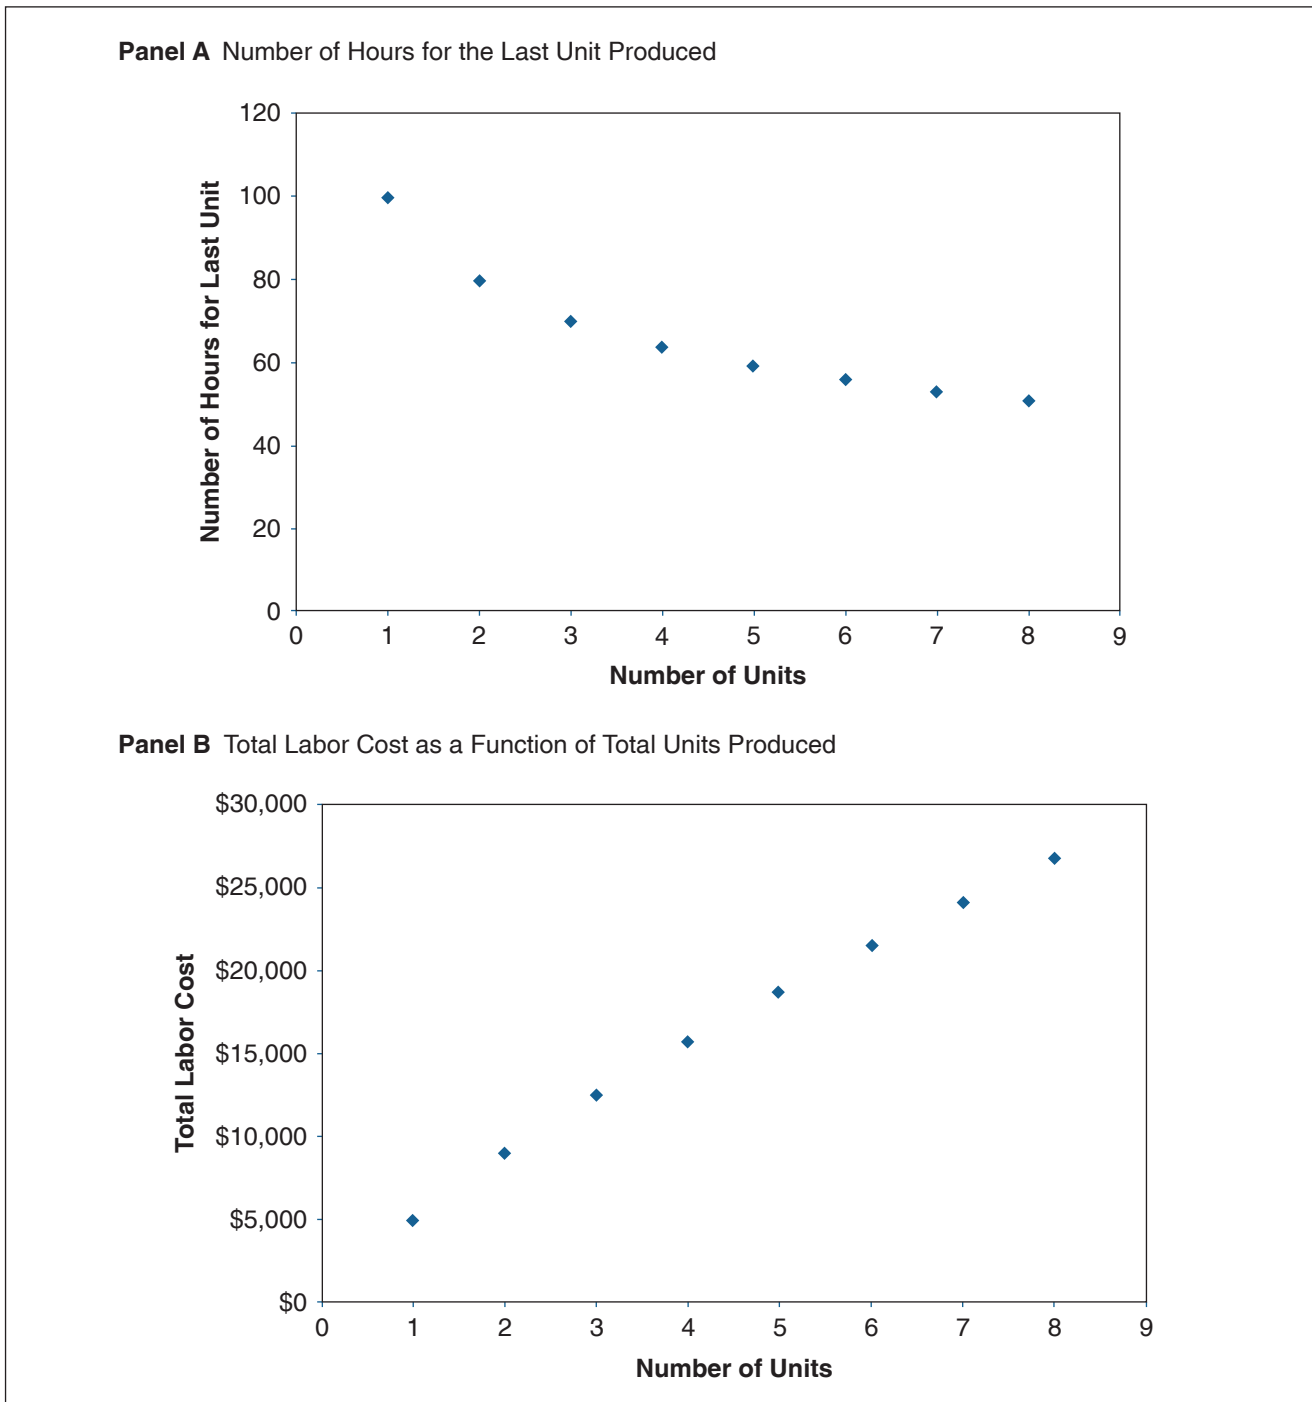 Panel A Number of Hours for the Last Unit Produced
120
100
80
60
40
20
0
Number of Hours for Last Unit
0 1 2 3 4 5 6 7 8 9
Number of Units
Panel B Total Labor Cost as a Function of Total Units Produced
$30,000
$25,000
$20,000
$15,000
$10,000
$5,000
$0
Total Labor Cost
0 1 2 3 4 5 6 7 8 9
Number of Units